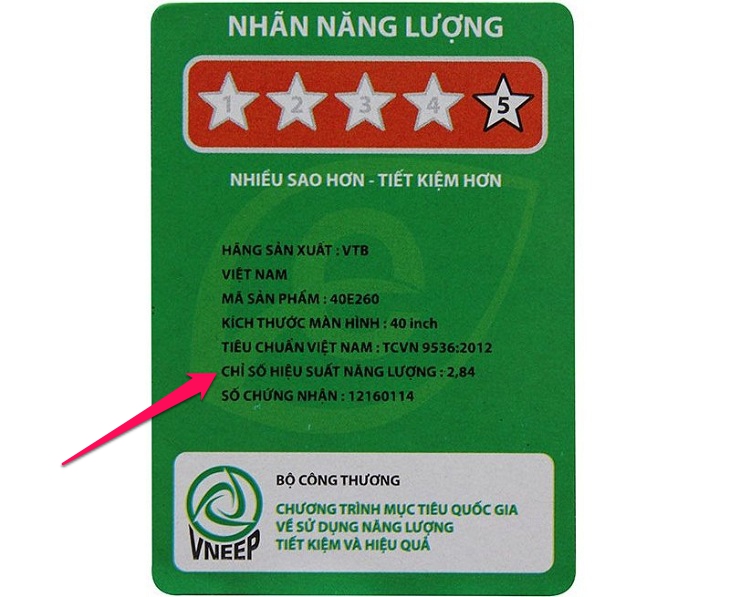 NHÃN NĂNG LƯỢNG
1 2 3 4 5
NHIỀU SAO HƠN - TIẾT KIỆM HƠN
HÃNG SẢN XUẤT : VTB
VIỆT NAM
MÃ SẢN PHẨM : 40E260
KÍCH THƯỚC MÀN HÌNH : 40 inch
TIÊU CHUẨN VIỆT NAM : TCVN 9536:2012
CHỈ SỐ HIỆU SUẤT NĂNG LƯỢNG : 2,84
SỐ CHỨNG NHẬN : 12160114
BỘ CÔNG THƯƠNG
CHƯƠNG TRÌNH MỤC TIÊU QUỐC GIA
VỀ SỬ DỤNG NĂNG LƯỢNG
TIẾT KIỆM VÀ HIỆU QUẢ
VNEEP